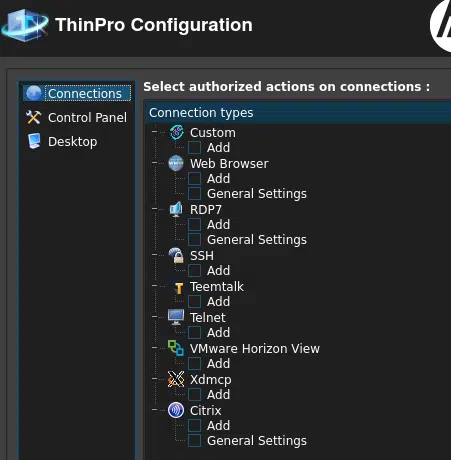 ThinPro Configuration
Connections
Control Panel
Desktop
Select authorized actions on connections :
Connection types
Custom
Add
Web Browser
Add
General Settings
RDP7
Add
General Settings
SSH
Add
Teemtalk
Add
Telnet
Add
VMware Horizon View
Add
Xdmcp
Add
Citrix
Add
General Settings